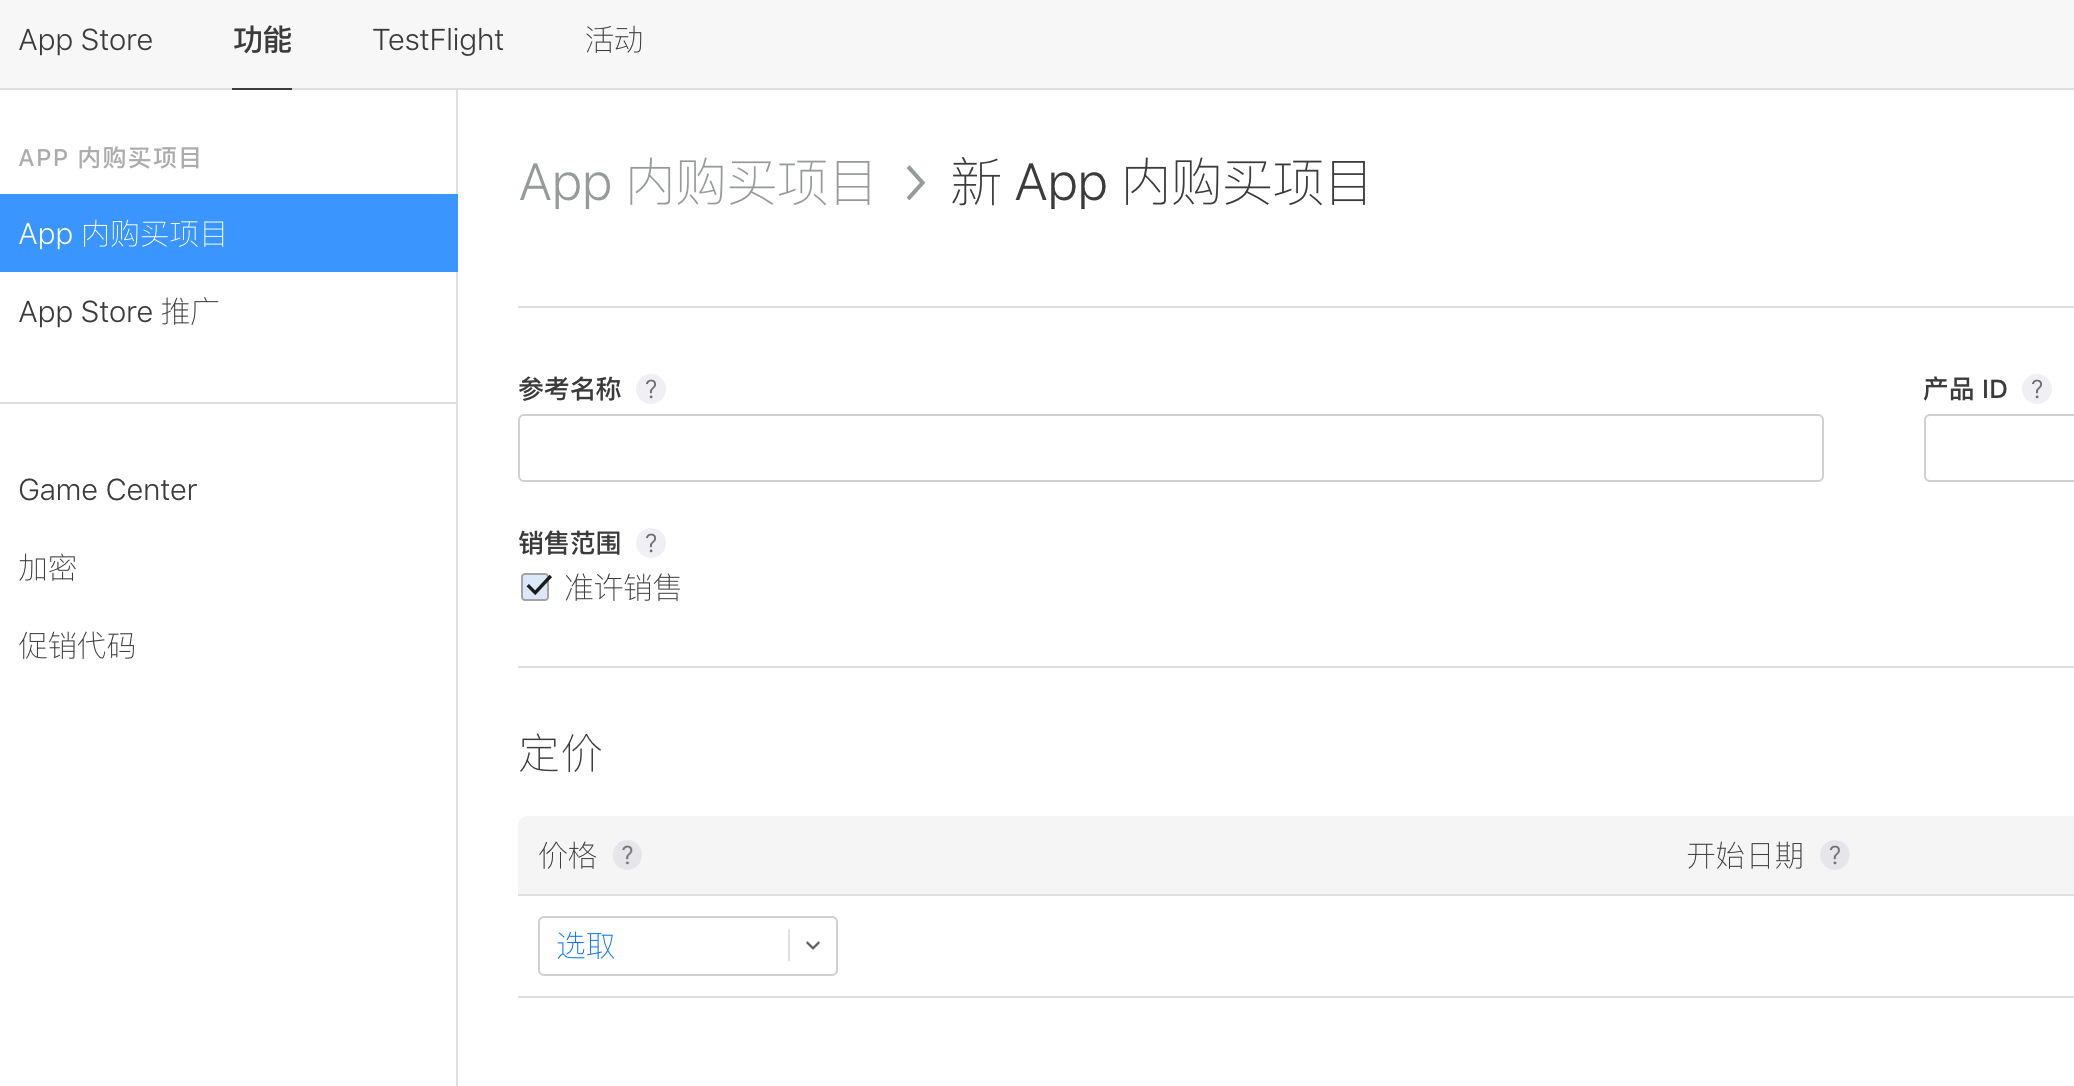 App Store 功能 TestFlight 活动
APP 内购买项目
App 内购买项目
App Store 推广
Game Center
加密
促销代码
App 内购买项目 > 新 App 内购买项目
参考名称 ? 产品 ID ?
销售范围 ?
准许销售
定价
价格 ? 开始日期 ?
选取